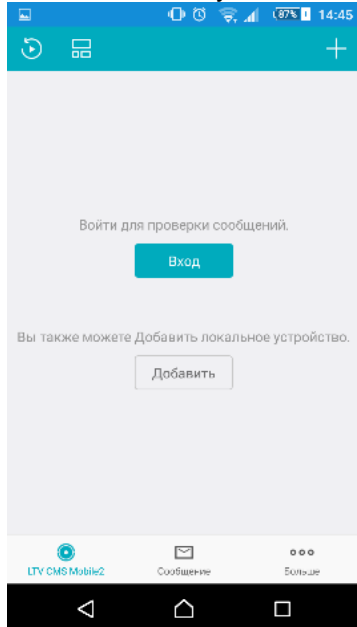 87% 14:45
Войти для проверки сообщений.
Вход
Вы также можете Добавить локальное устройство.
Добавить
LTV CMS Mobile2 Сообщение Больше